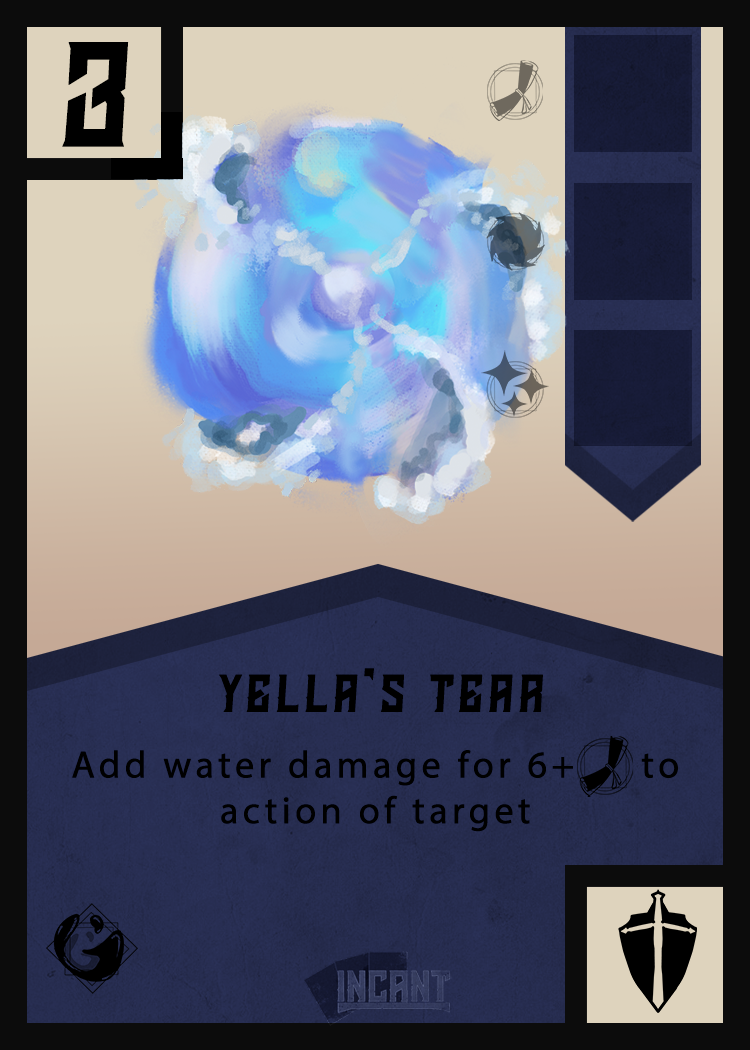 3
YELLA'S TEAR
Add water damage for 6+ to
action of target
INCANT